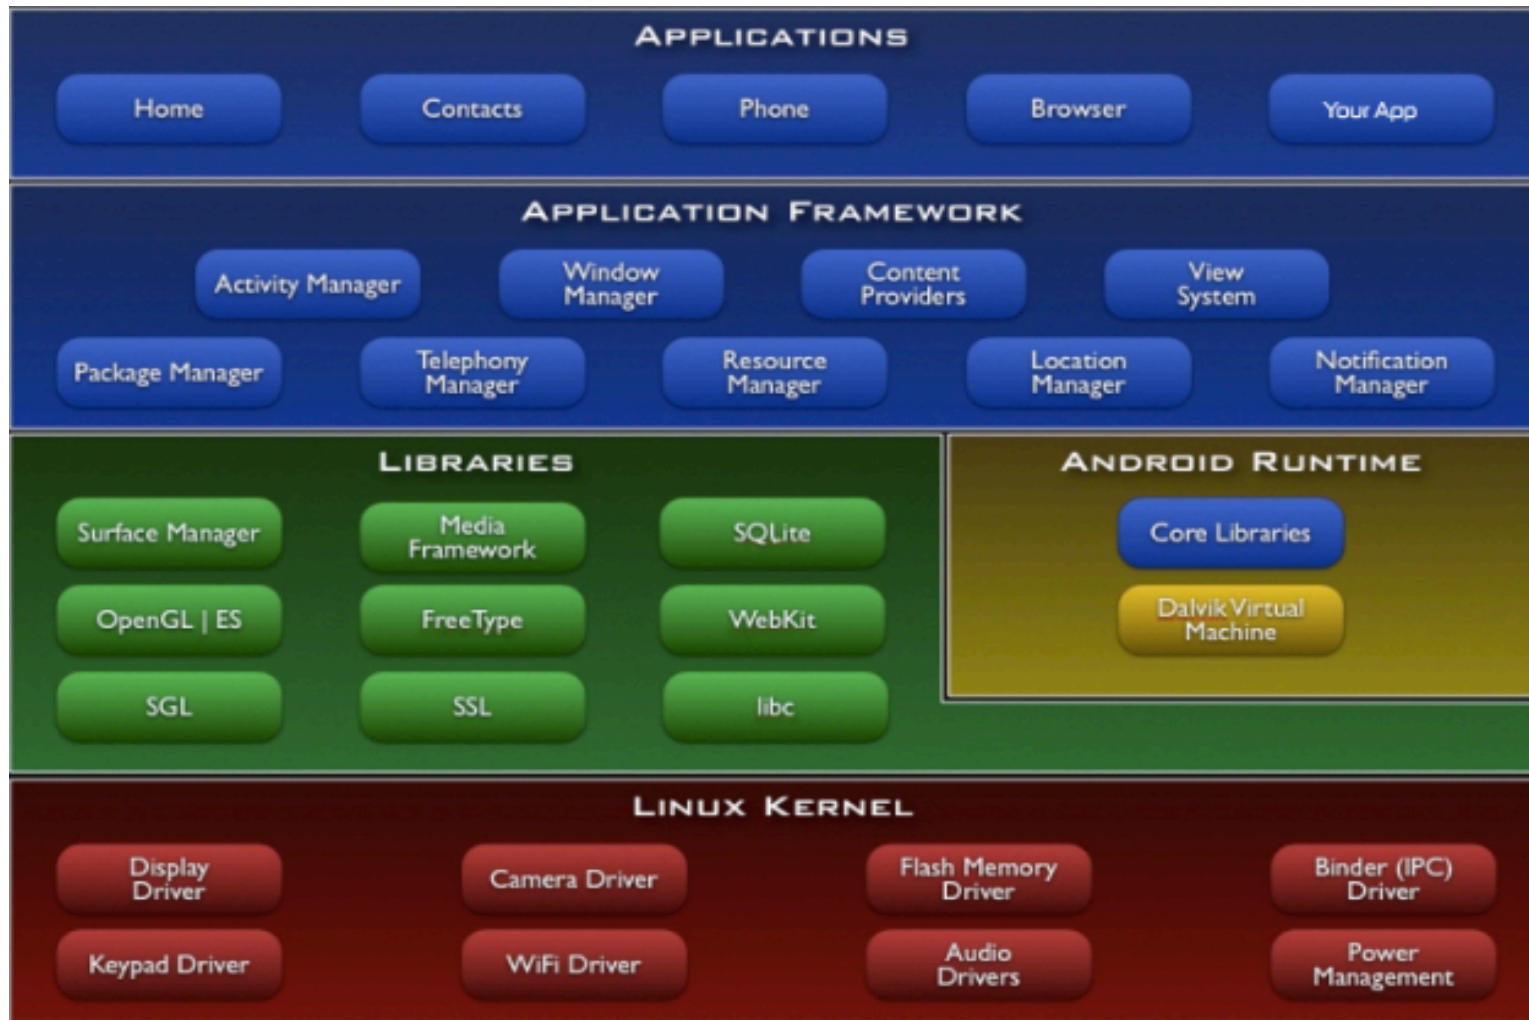 APPLICATIONS
Home
Contacts
Phone
Browser
Your App
APPLICATION FRAMEWORK
Activity Manager
Window
Manager
Content
Providers
View
System
Package Manager
Telephony
Manager
Resource
Manager
Location
Manager
Notification
Manager
LIBRARIES
Surface Manager
Media
Framework
SQLite
OpenGL | ES
FreeType
WebKit
SGL
SSL
libc
ANDROID RUNTIME
Core Libraries
Dalvik Virtual
Machine
LINUX KERNEL
Display
Driver
Camera Driver
Flash Memory
Driver
Binder (IPC)
Driver
Keypad Driver
WiFi Driver
Audio
Drivers
Power
Management